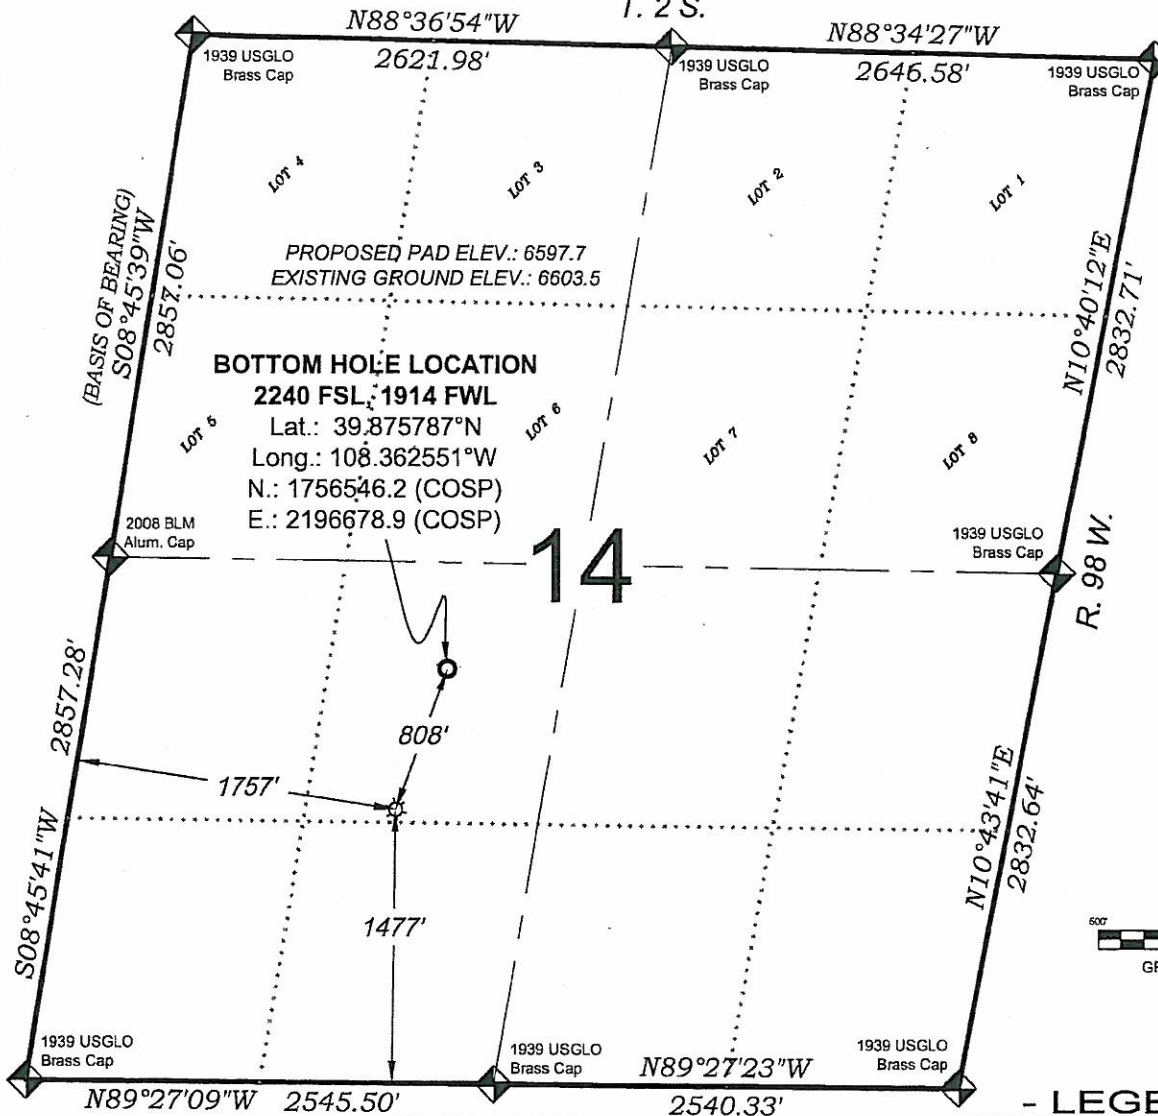 T. 2 S.
N88°36'54"W
2621.98'
N88°34'27"W
2646.58'
1939 USGLO
Brass Cap
1939 USGLO
Brass Cap
1939 USGLO
Brass Cap
LOT 4
LOT 3
LOT 2
LOT 1
(BASIS OF BEARING)
S08°45'39"W
2857.06'
PROPOSED PAD ELEV.: 6597.7
EXISTING GROUND ELEV.: 6603.5
N10°40'12"E
2832.71'
BOTTOM HOLE LOCATION
2240 FSL, 1914 FWL
Lat.: 39.875787°N
Long.: 108.362551°W
N.: 1756546.2 (COSP)
E.: 2196678.9 (COSP)
LOT 5
LOT 6
LOT 7
LOT 8
2008 BLM
Alum. Cap
14
1939 USGLO
Brass Cap
R. 98 W.
2857.28'
S08°45'41"W
808'
1757'
1477'
N10°43'41"E
2832.64'
500'
1939 USGLO
Brass Cap
1939 USGLO
Brass Cap
1939 USGLO
Brass Cap
N89°27'09"W 2545.50'
N89°27'23"W
2540.33'